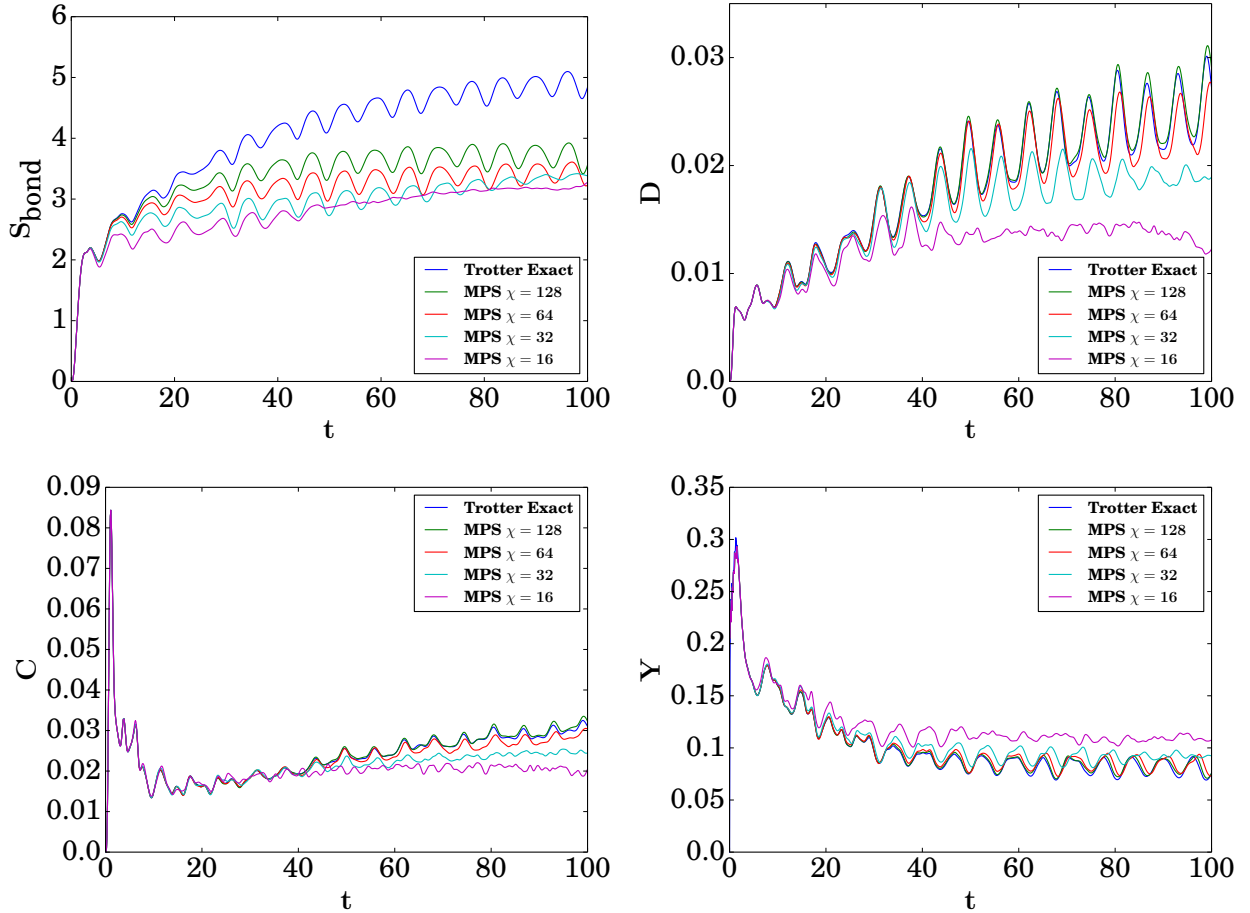 6
5
4
3
2
1
0
S_bond
0 20 40 60 80 100
t
Trotter Exact
MPS χ = 128
MPS χ = 64
MPS χ = 32
MPS χ = 16
0.03
0.02
0.01
0.0
D
0 20 40 60 80 100
t
Trotter Exact
MPS χ = 128
MPS χ = 64
MPS χ = 32
MPS χ = 16
0.09
0.08
0.07
0.06
0.05
0.04
0.03
0.02
0.01
0.0
C
0 20 40 60 80 100
t
Trotter Exact
MPS χ = 128
MPS χ = 64
MPS χ = 32
MPS χ = 16
0.35
0.3
0.25
0.2
0.15
0.1
0.05
0.0
Y
0 20 40 60 80 100
t
Trotter Exact
MPS χ = 128
MPS χ = 64
MPS χ = 32
MPS χ = 16